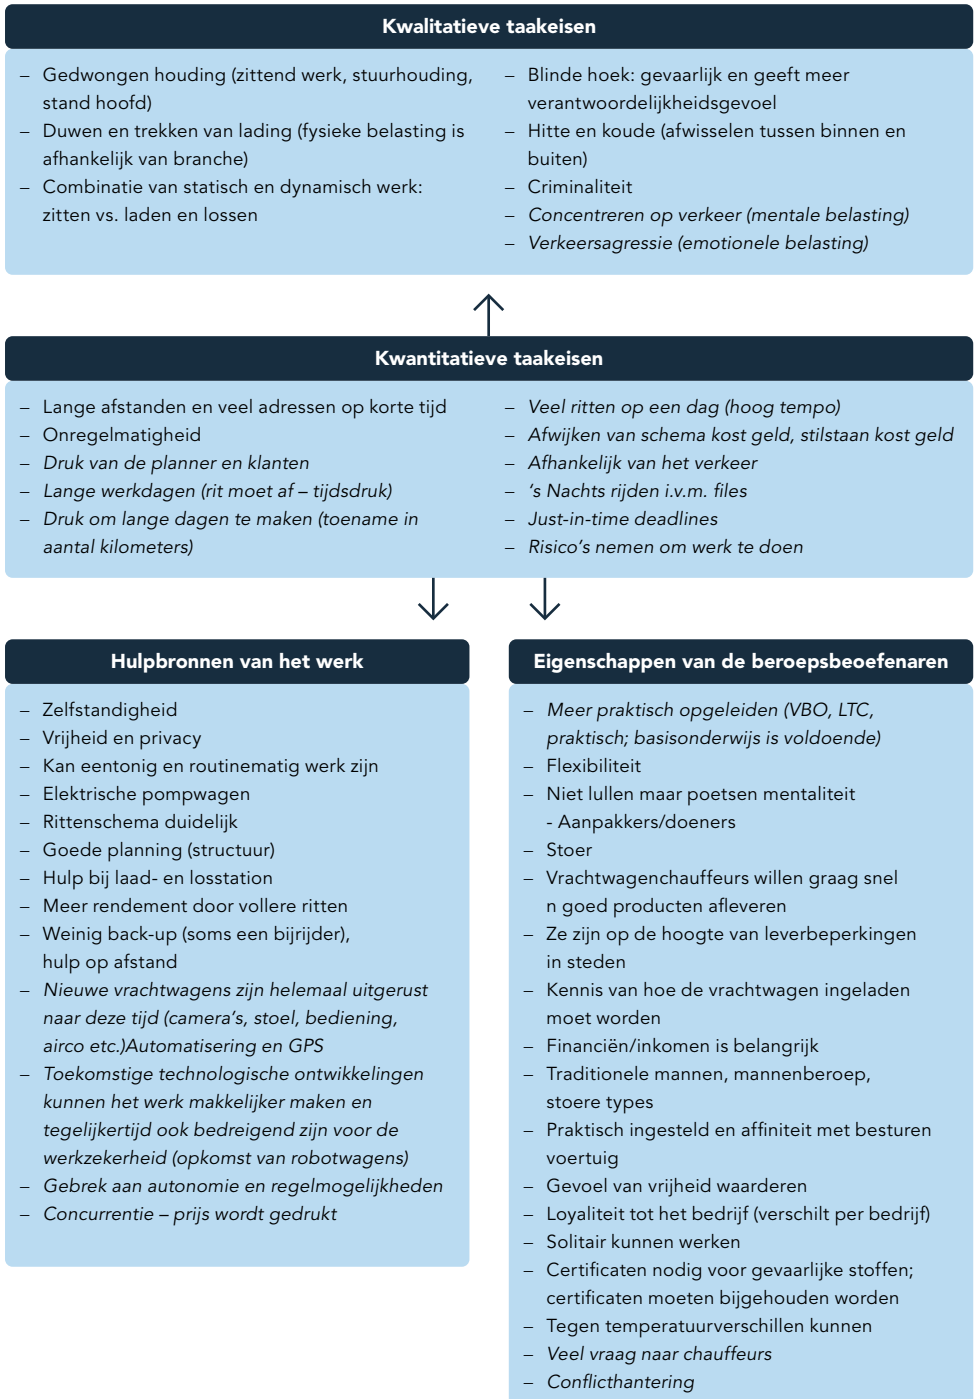 Kwalitatieve taakeisen
– Gedwongen houding (zittend werk, stuurhouding,
stand hoofd)
– Duwen en trekken van lading (fysieke belasting is
afhankelijk van branche)
– Combinatie van statisch en dynamisch werk:
zitten vs. laden en lossen
– Blinde hoek: gevaarlijk en geeft meer
verantwoordelijkheidsgevoel
– Hitte en koude (afwisselen tussen binnen en
buiten)
– Criminaliteit
– Concentreren op verkeer (mentale belasting)
– Verkeersagressie (emotionele belasting)
Kwantitatieve taakeisen
– Lange afstanden en veel adressen op korte tijd
– Onregelmatigheid
– Druk van de planner en klanten
– Lange werkdagen (rit moet af – tijdsdruk)
– Druk om lange dagen te maken (toename in
aantal kilometers)
– Veel ritten op een dag (hoog tempo)
– Afwijken van schema kost geld, stilstaan kost geld
– Afhankelijk van het verkeer
– ‘s Nachts rijden i.v.m. files
– Just-in-time deadlines
– Risico’s nemen om werk te doen
Hulpbronnen van het werk
– Zelfstandigheid
– Vrijheid en privacy
– Kan eentonig en routinematig werk zijn
– Elektrische pompwagen
– Rittenschema duidelijk
– Goede planning (structuur)
– Hulp bij laad- en losstation
– Meer rendement door vollere ritten
– Weinig back-up (soms een bijrijder),
hulp op afstand
– Nieuwe vrachtwagens zijn helemaal uitgerust
naar deze tijd (camera’s, stoel, bediening,
airco etc.)Automatisering en GPS
– Toekomstige technologische ontwikkelingen
kunnen het werk makkelijker maken en
tegelijkertijd ook bedreigend zijn voor de
werkzekerheid (opkomst van robotwagens)
– Gebrek aan autonomie en regelmogelijkheden
– Concurrentie – prijs wordt gedrukt
Eigenschappen van de beroepsbeoefenaren
– Meer praktisch opgeleiden (VBO, LTC,
praktisch; basisonderwijs is voldoende)
– Flexibiliteit
– Niet lullen maar poetsen mentaliteit
- Aanpakkers/doeners
– Stoer
– Vrachtwagenchauffeurs willen graag snel
n goed producten afleveren
– Ze zijn op de hoogte van leverbeperkingen
in steden
– Kennis van hoe de vrachtwagen ingeladen
moet worden
– Financiën/inkomen is belangrijk
– Traditionele mannen, mannenberoep,
stoere types
– Praktisch ingesteld en affiniteit met besturen
voertuig
– Gevoel van vrijheid waarderen
– Loyaliteit tot het bedrijf (verschilt per bedrijf)
– Solitair kunnen werken
– Certificaten nodig voor gevaarlijke stoffen;
certificaten moeten bijgehouden worden
– Tegen temperatuurverschillen kunnen
– Veel vraag naar chauffeurs
– Conflicthantering